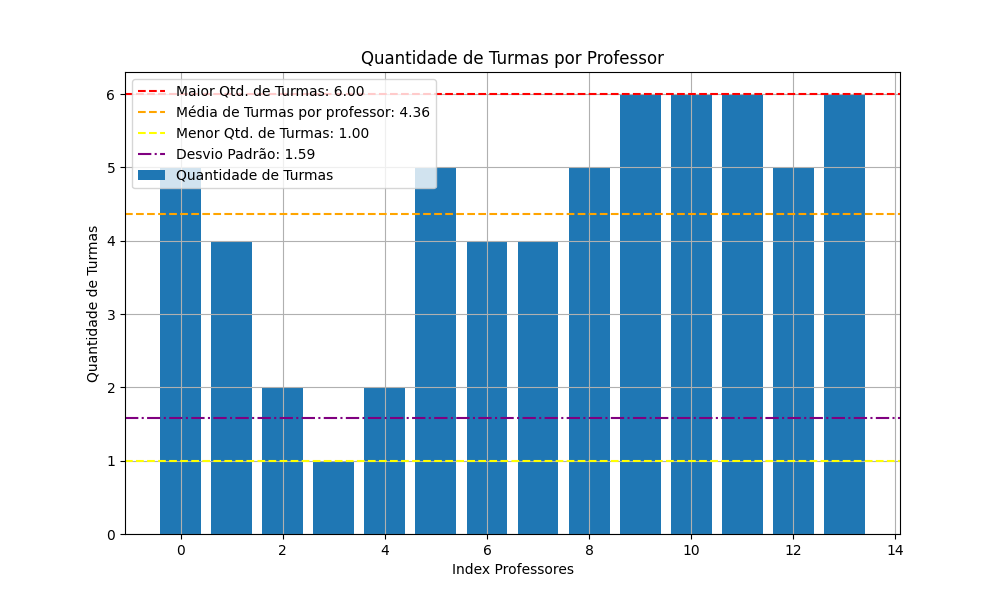 Quantidade de Turmas por Professor
Maior Qtd. de Turmas: 6.00
Média de Turmas por professor: 4.36
Menor Qtd. de Turmas: 1.00
Desvio Padrão: 1.59
Quantidade de Turmas
Quantidade de Turmas
6
5
4
3
2
1
0
0 2 4 6 8 10 12 14
Index Professores